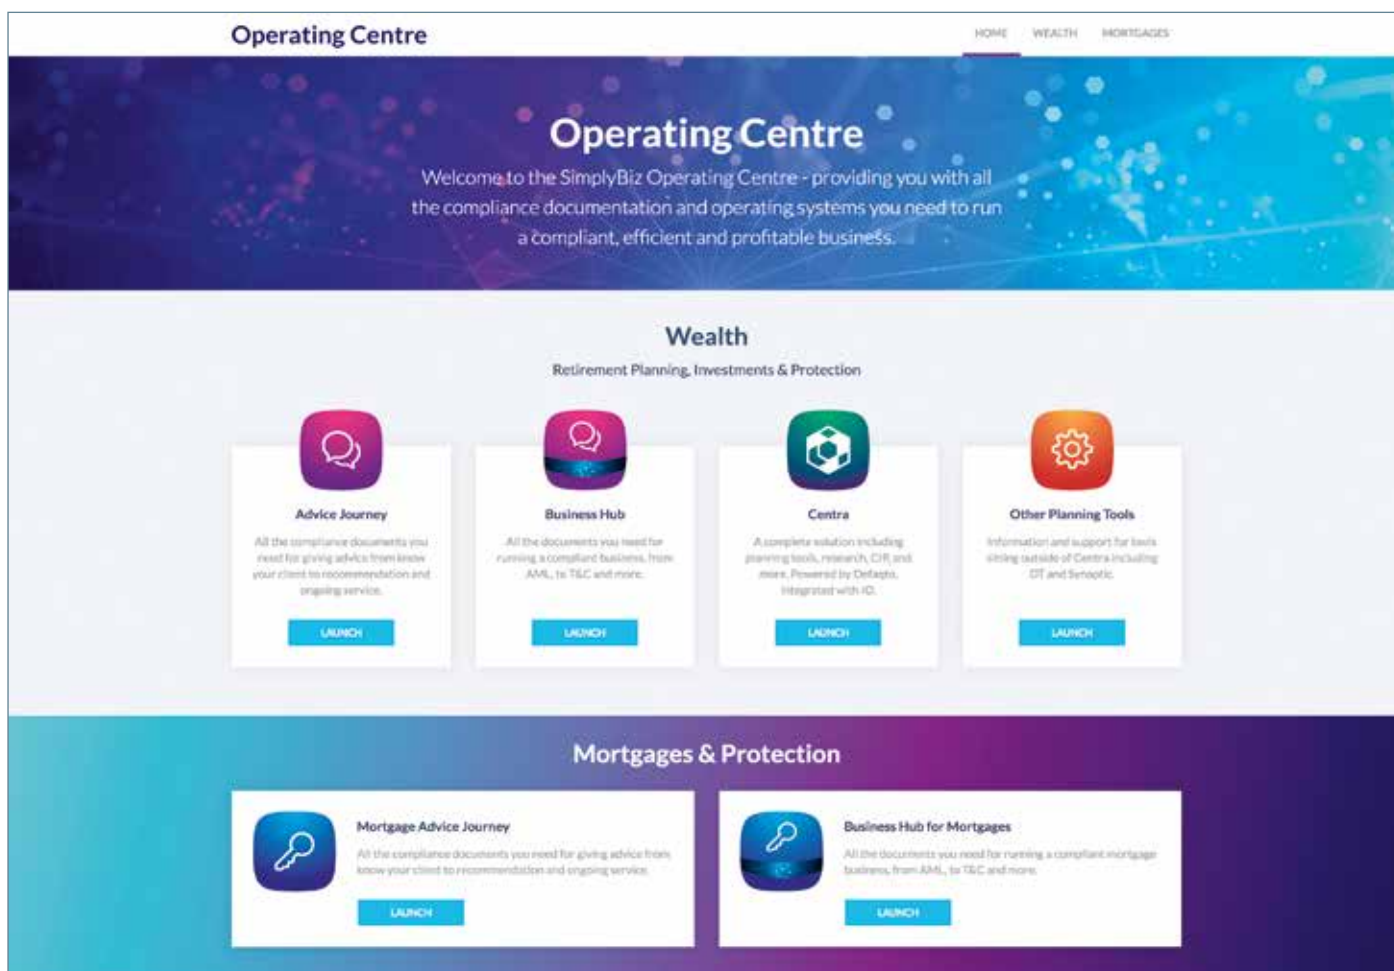 Operating Centre
HOME WEALTH MORTGAGES
Operating Centre
Welcome to the SimplyBiz Operating Centre - providing you with all
the compliance documentation and operating systems you need to run
a compliant, efficient and profitable business.
Wealth
Retirement Planning, Investments & Protection
Advice Journey
All the compliance documents you
need for giving advice from know
your client to recommendation and
ongoing service.
LAUNCH
Business Hub
All the documents you need for
running a compliant business, from
AML, to T&C and more.
LAUNCH
Centra
A complete solution including
planning tools, research, CIP, and
more. Powered by Defaqto,
Integrated with iO.
LAUNCH
Other Planning Tools
Information and support for tools
sitting outside of Centra including
DT and Synaptic.
LAUNCH
Mortgages & Protection
Mortgage Advice Journey
All the compliance documents you need for giving advice from
know your client to recommendation and ongoing service.
LAUNCH
Business Hub for Mortgages
All the documents you need for running a compliant mortgage
business, from AML, to T&C and more.
LAUNCH